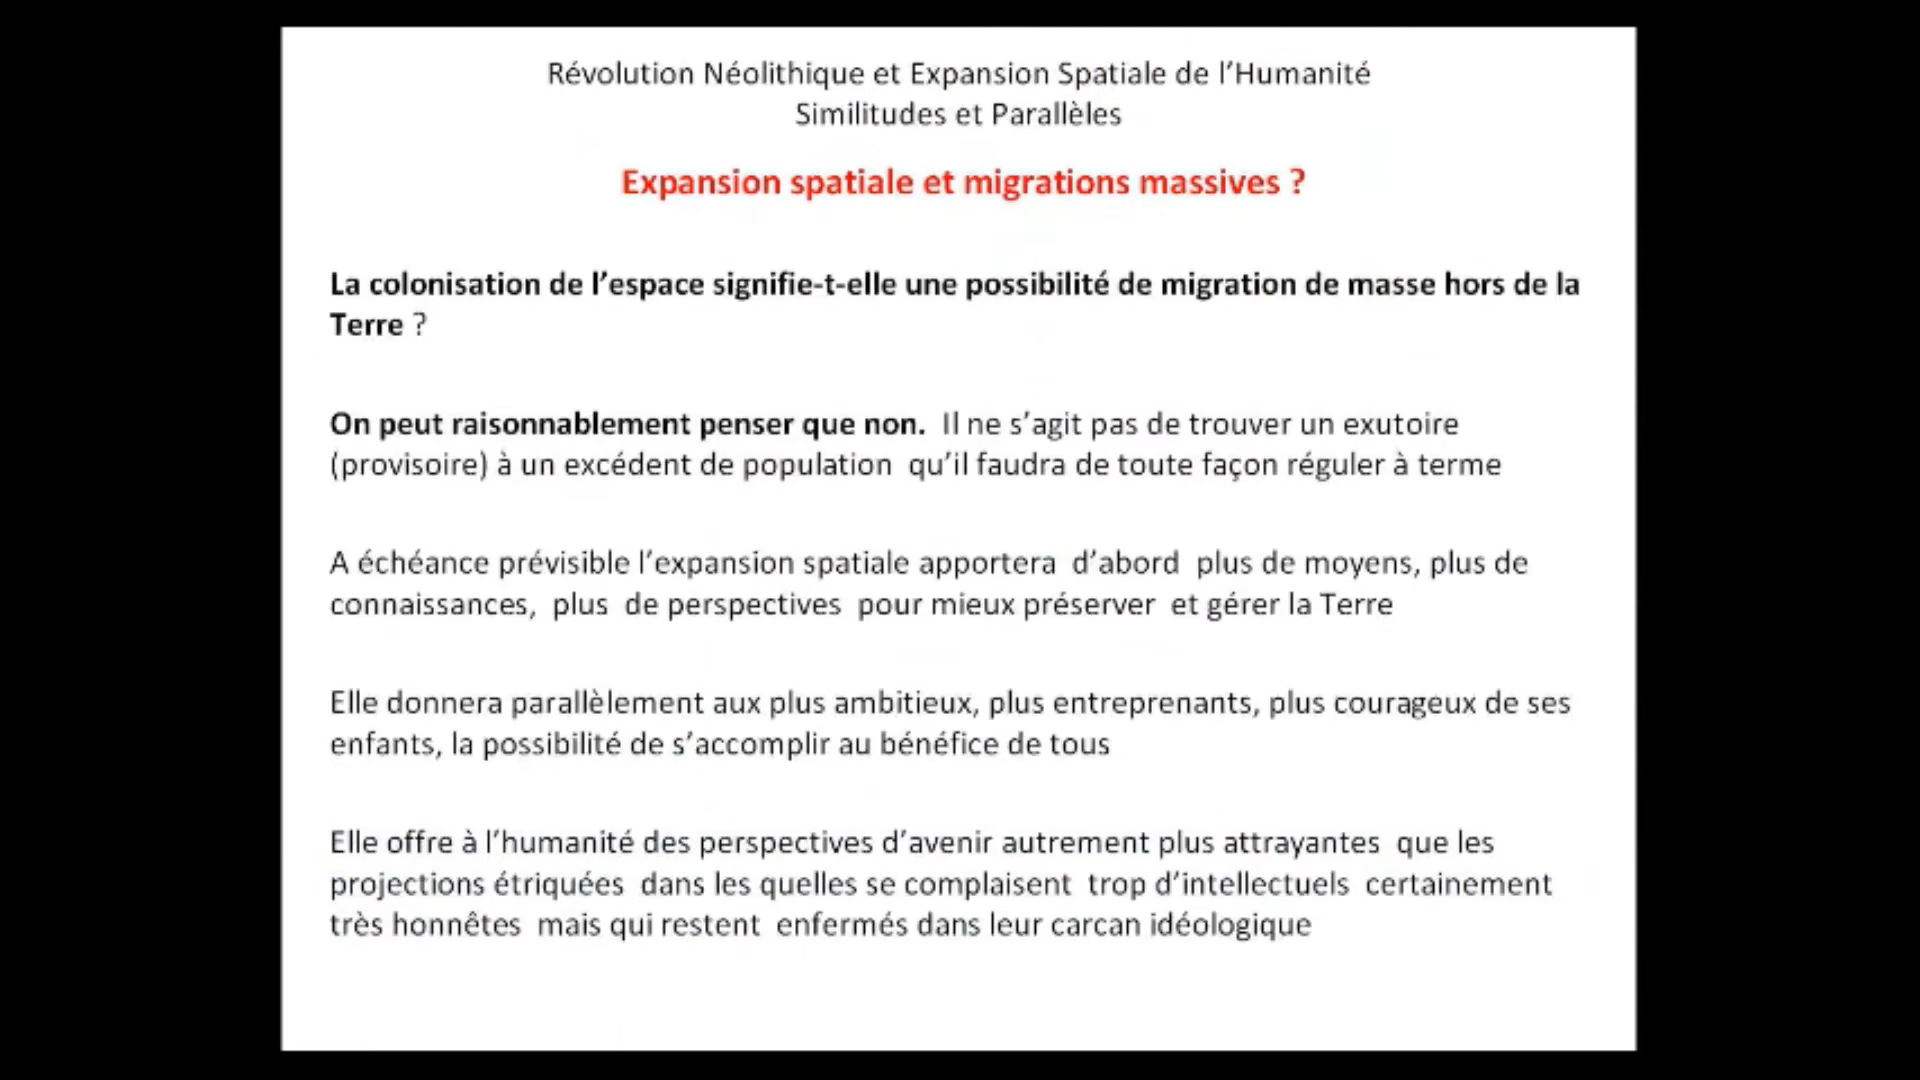 Révolution Néolithique et Expansion Spatiale de l’Humanité
Similitudes et Parallèles
Expansion spatiale et migrations massives ?
La colonisation de l’espace signifie-t-elle une possibilité de migration de masse hors de la
Terre ?
On peut raisonnablement penser que non. Il ne s’agit pas de trouver un exutoire
(provisoire) à un excédent de population qu’il faudra de toute façon réguler à terme
A échéance prévisible l’expansion spatiale apportera d’abord plus de moyens, plus de
connaissances, plus de perspectives pour mieux préserver et gérer la Terre
Elle donnera parallèlement aux plus ambitieux, plus entreprenants, plus courageux de ses
enfants, la possibilité de s’accomplir au bénéfice de tous
Elle offre à l’humanité des perspectives d’avenir autrement plus attrayantes que les
projections étriquées dans les quelles se complaisent trop d’intellectuels certainement
très honnêtes mais qui restent enfermés dans leur carcan idéologique